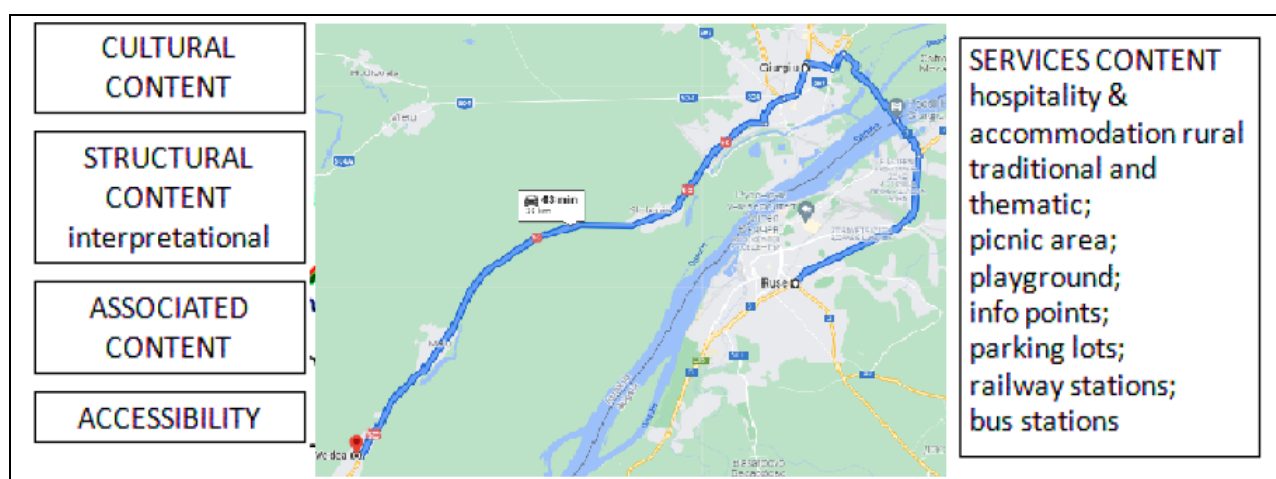 CULTURAL
CONTENT
STRUCTURAL
CONTENT
interpretational
ASSOCIATED
CONTENT
ACCESSIBILITY
Giurgiu
504
43 min
Ruse
SERVICES CONTENT
hospitality &
accommodation rural
traditional and
thematic;
picnic area;
playground;
info points;
parking lots;
railway stations;
bus stations